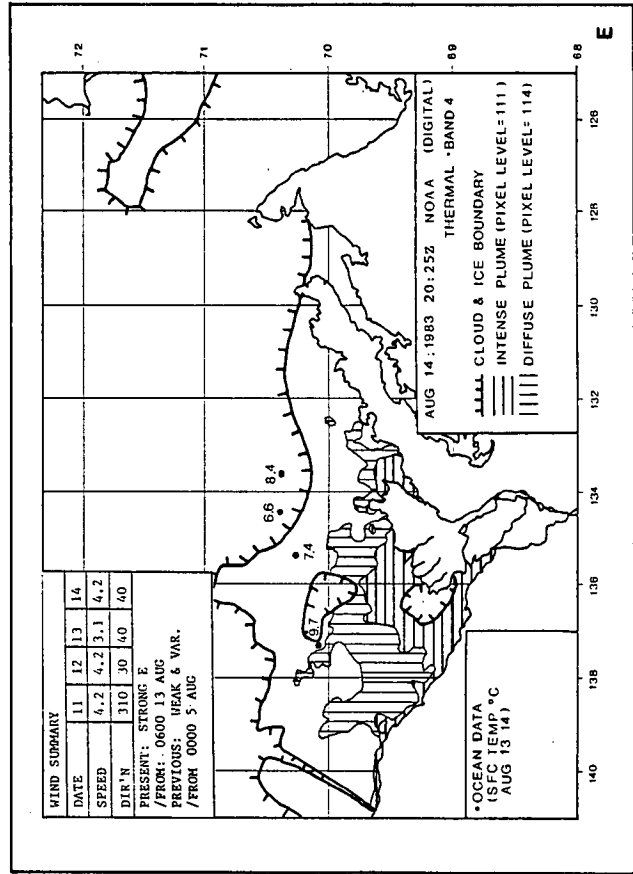 WIND SUMMARY
DATE 11 12 13 14
SPEED 4.2 4.2 3.1 4.2
DIR'N 310 30 40 40
PRESENT: STRONG E
/FROM: 0600 13 AUG
PREVIOUS: WEAK & VAR.
/FROM 0000 5 AUG
72
71
70
69
68
140
138
136
134
132
130
128
126
9.7
7.4
6.6
8.4
•OCEAN DATA
(SFC TEMP °C
AUG 13 14)
AUG 14:1983 20:25Z NOAA (DIGITAL)
THERMAL •BAND 4
CLOUD & ICE BOUNDARY
INTENSE PLUME (PIXEL LEVEL=111)
DIFFUSE PLUME (PIXEL LEVEL=114)
E